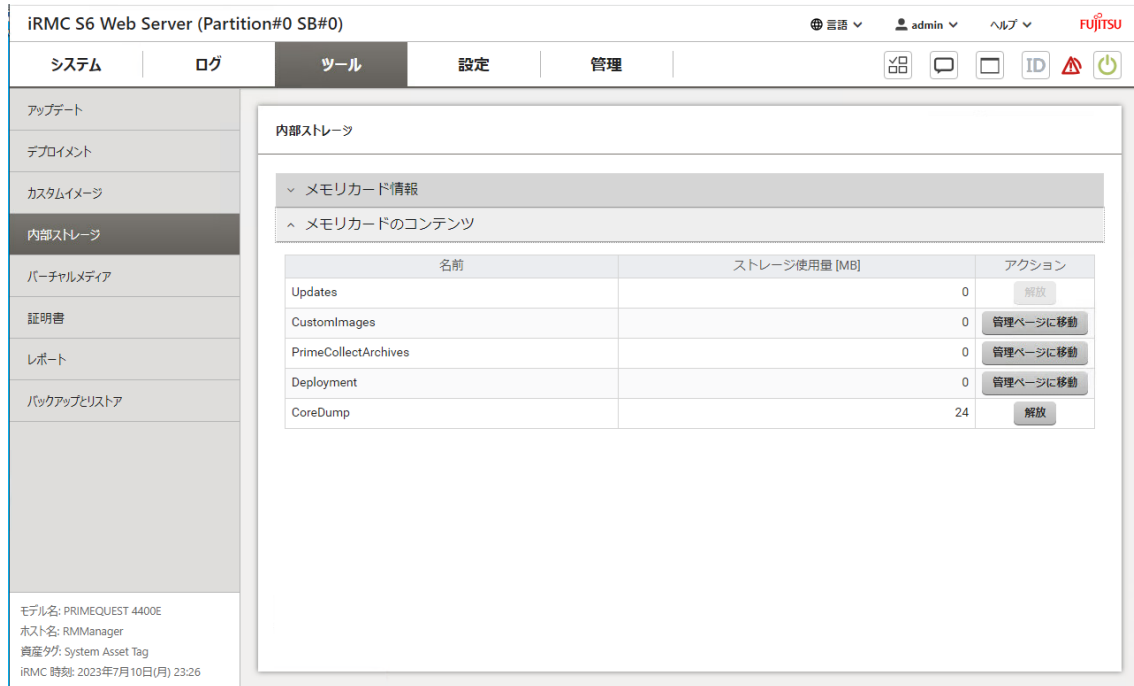 iRMC S6 Web Server (Partition#0 SB#0)
言語 admin ヘルプ FUJITSU
システム ログ ツール 設定 管理 ID
アップデート
デプロイメント
カスタムイメージ
内部ストレージ
バーチャルメディア
証明書
レポート
バックアップとリストア
内部ストレージ
メモリカード情報
メモリカードのコンテンツ
名前 ストレージ使用量 [MB] アクション
Updates 0 解放
CustomImages 0 管理ページに移動
PrimeCollectArchives 0 管理ページに移動
Deployment 0 管理ページに移動
CoreDump 24 解放
モデル名: PRIMEQUEST 4400E
ホスト名: RMManager
資産タグ: System Asset Tag
iRMC 時刻: 2023年7月10日(月) 23:26